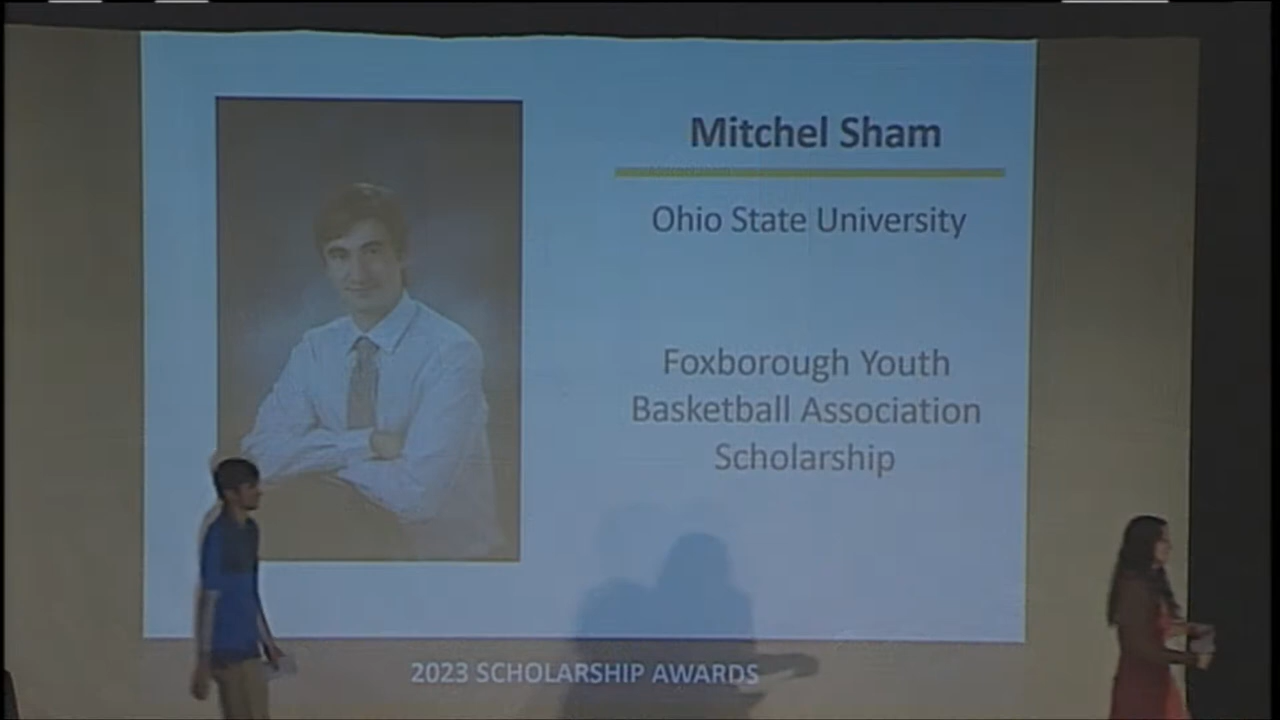 Mitchel Sham
Ohio State University
Foxborough Youth
Basketball Association
Scholarship
2023 SCHOLARSHIP AWARDS